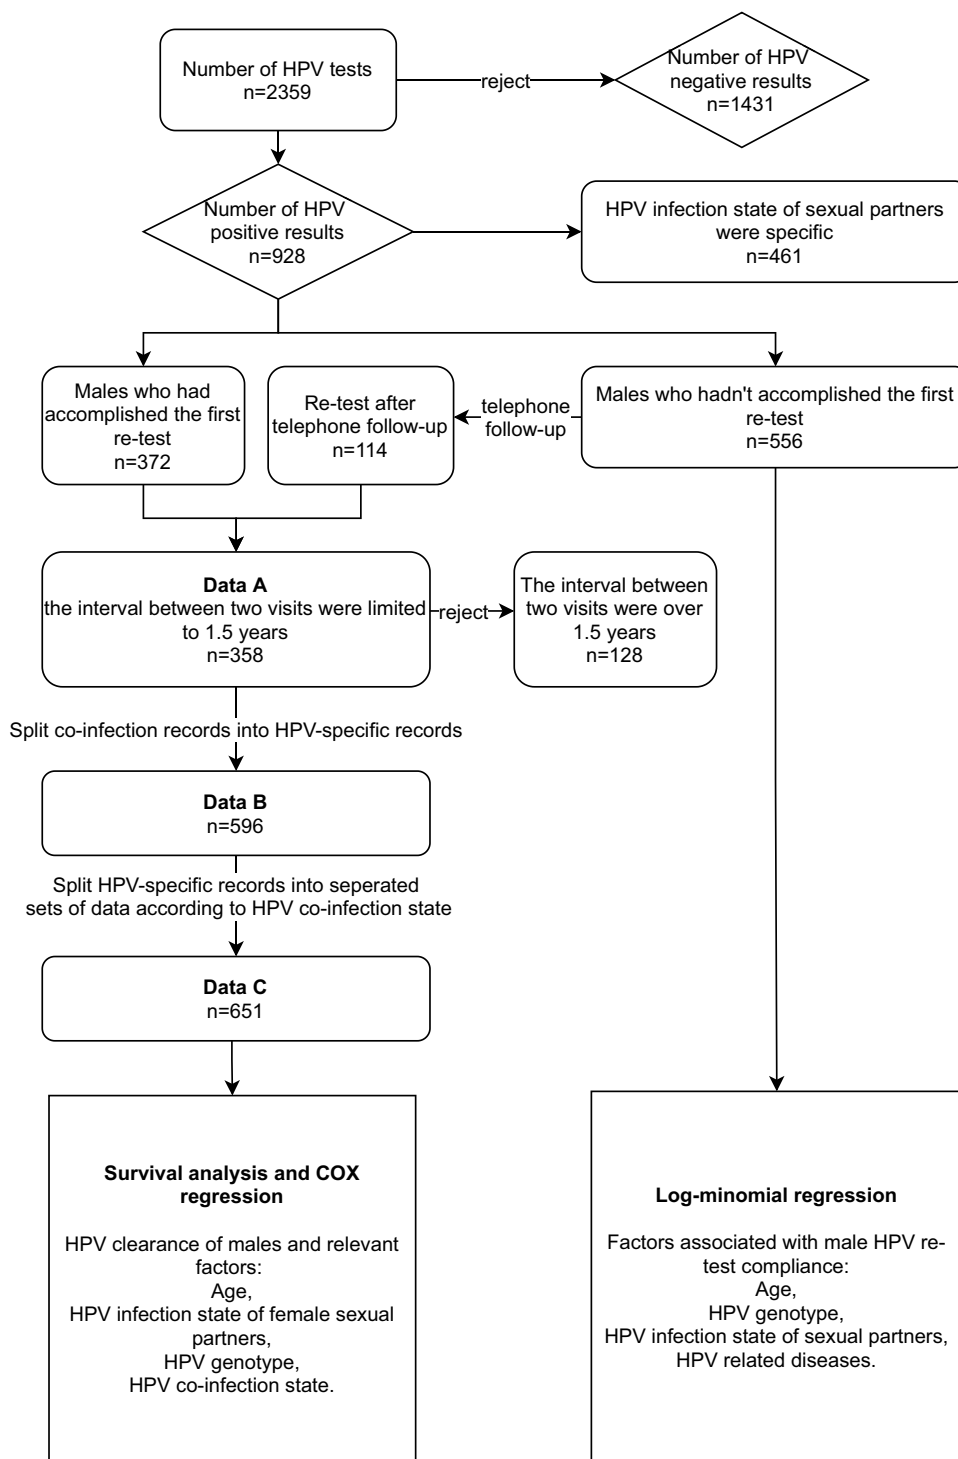 Number of HPV tests
n=2359
reject
Number of HPV
negative results
n=1431
Number of HPV
positive results
n=928
HPV infection state of sexual partners
were specific
n=461
Males who had
accomplished the first
re-test
n=372
Re-test after
telephone follow-up
n=114
telephone
follow-up
Males who hadn't accomplished the first
re-test
n=556
Data A
the interval between two visits were limited
to 1.5 years
n=358
reject
The interval between
two visits were over
1.5 years
n=128
Split co-infection records into HPV-specific records
Data B
n=596
Split HPV-specific records into seperated
sets of data according to HPV co-infection state
Data C
n=651
Survival analysis and COX
regression
HPV clearance of males and relevant
factors:
Age,
HPV infection state of female sexual
partners,
HPV genotype,
HPV co-infection state.
Log-minomial regression
Factors associated with male HPV re-
test compliance:
Age,
HPV genotype,
HPV infection state of sexual partners,
HPV related diseases.